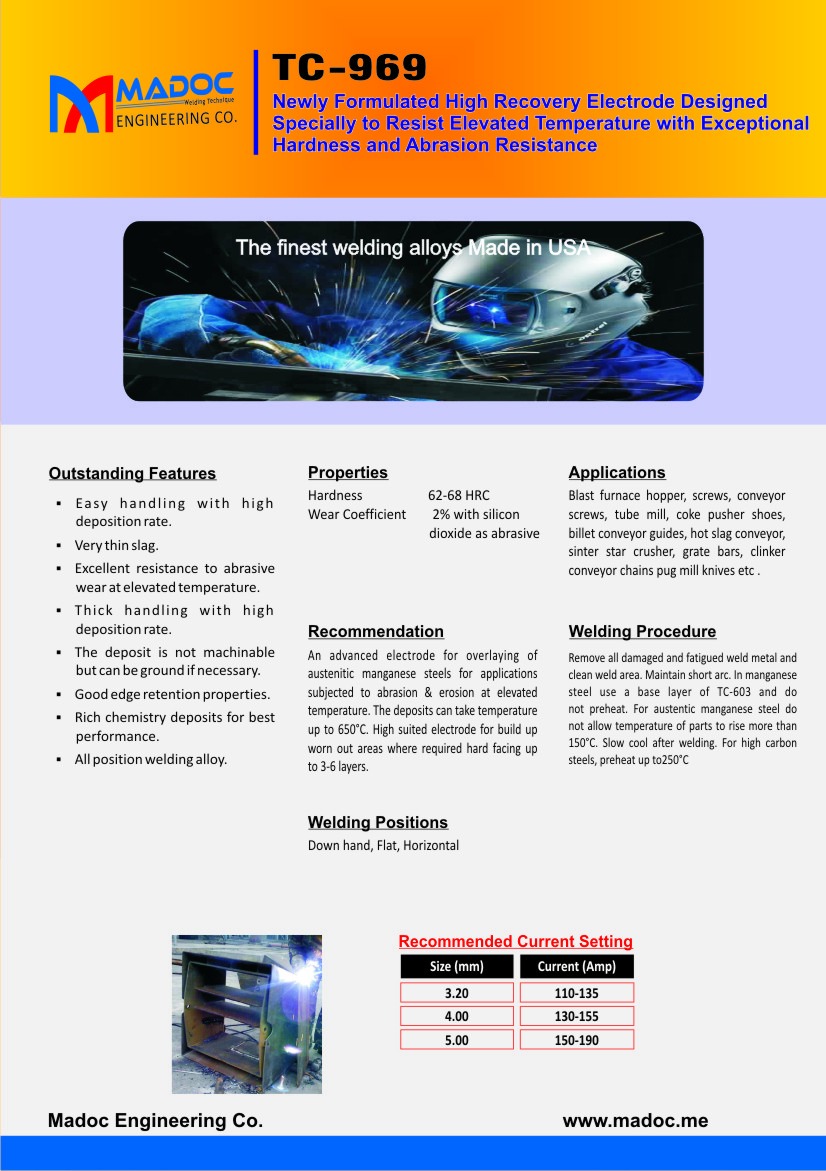 MADOC
Welding Technique
ENGINEERING CO.
TC-969
Newly Formulated High Recovery Electrode Designed
Specially to Resist Elevated Temperature with Exceptional
Hardness and Abrasion Resistance
The finest welding alloys Made in USA
optrel
Outstanding Features
▪ Easy handling with high
deposition rate.
▪ Very thin slag.
▪ Excellent resistance to abrasive
wear at elevated temperature.
▪ Thick handling with high
deposition rate.
▪ The deposit is not machinable
but can be ground if necessary.
▪ Good edge retention properties.
▪ Rich chemistry deposits for best
performance.
▪ All position welding alloy.
Properties
Hardness 62-68 HRC
Wear Coefficient 2% with silicon
dioxide as abrasive
Recommendation
An advanced electrode for overlaying of
austenitic manganese steels for applications
subjected to abrasion & erosion at elevated
temperature. The deposits can take temperature
up to 650°C. High suited electrode for build up
worn out areas where required hard facing up
to 3-6 layers.
Welding Positions
Down hand, Flat, Horizontal
Applications
Blast furnace hopper, screws, conveyor
screws, tube mill, coke pusher shoes,
billet conveyor guides, hot slag conveyor,
sinter star crusher, grate bars, clinker
conveyor chains pug mill knives etc .
Welding Procedure
Remove all damaged and fatigued weld metal and
clean weld area. Maintain short arc. In manganese
steel use a base layer of TC-603 and do
not preheat. For austentic manganese steel do
not allow temperature of parts to rise more than
150°C. Slow cool after welding. For high carbon
steels, preheat up to250°C
Recommended Current Setting
Size (mm) Current (Amp)
3.20 110-135
4.00 130-155
5.00 150-190
Madoc Engineering Co.
www.madoc.me